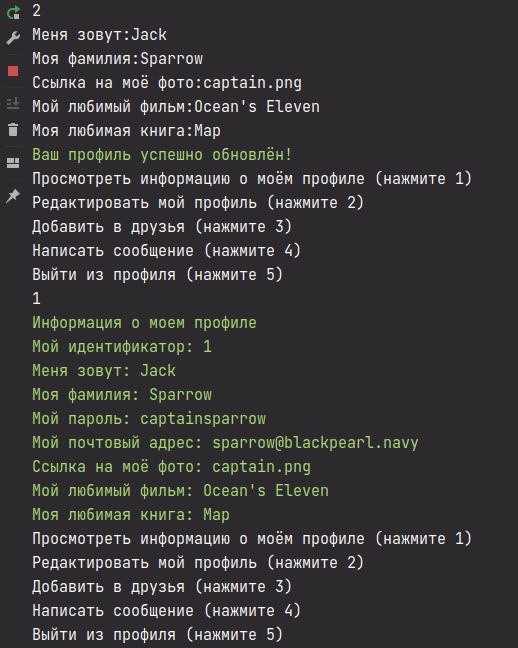 2
Меня зовут:Jack
Моя фамилия:Sparrow
Ссылка на моё фото:captain.png
Мой любимый фильм:Ocean's Eleven
Моя любимая книга:Map
Ваш профиль успешно обновлён!
Просмотреть информацию о моём профиле (нажмите 1)
Редактировать мой профиль (нажмите 2)
Добавить в друзья (нажмите 3)
Написать сообщение (нажмите 4)
Выйти из профиля (нажмите 5)
1
Информация о моем профиле
Мой идентификатор: 1
Меня зовут: Jack
Моя фамилия: Sparrow
Мой пароль: captainsparrow
Мой почтовый адрес: sparrow@blackpearl.navy
Ссылка на моё фото: captain.png
Мой любимый фильм: Ocean's Eleven
Моя любимая книга: Map
Просмотреть информацию о моём профиле (нажмите 1)
Редактировать мой профиль (нажмите 2)
Добавить в друзья (нажмите 3)
Написать сообщение (нажмите 4)
Выйти из профиля (нажмите 5)